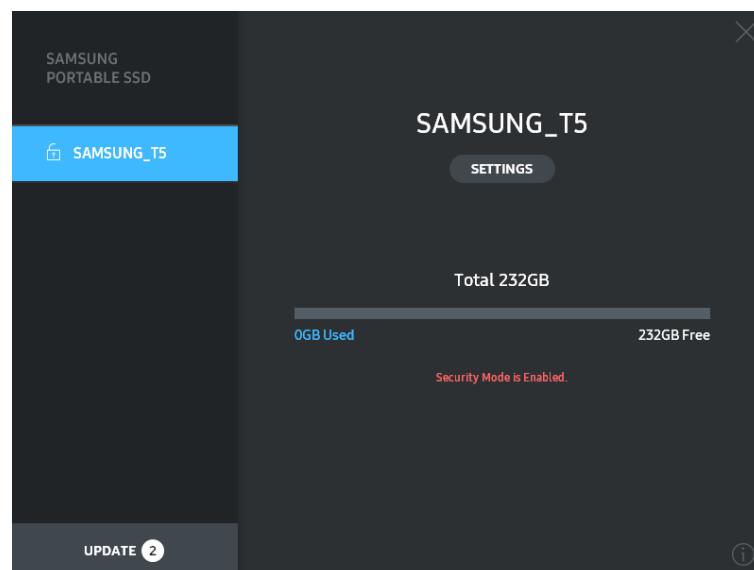 SAMSUNG
PORTABLE SSD
SAMSUNG_T5
UPDATE 2
SAMSUNG_T5
SETTINGS
Total 232GB
0GB Used
232GB Free
Security Mode is Enabled.